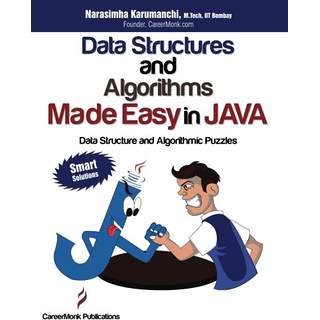 Narasimha Karumanchi, M.Tech, IIT Bombay
Founder, CareerMonk.com
Data Structures
and
Algorithms
Made Easy in JAVA
Data Structure and Algorithmic Puzzles
Smart
Solutions
CareerMonk Publications